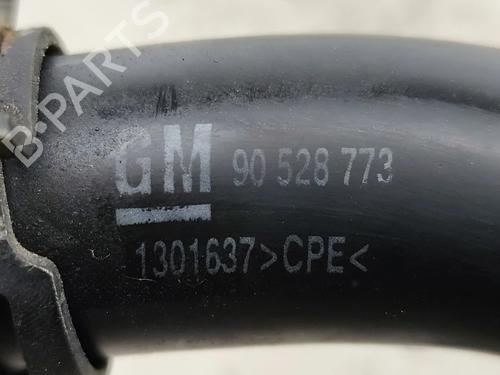 B-PARTS
GM 90 528 773
1301637 >CPE<